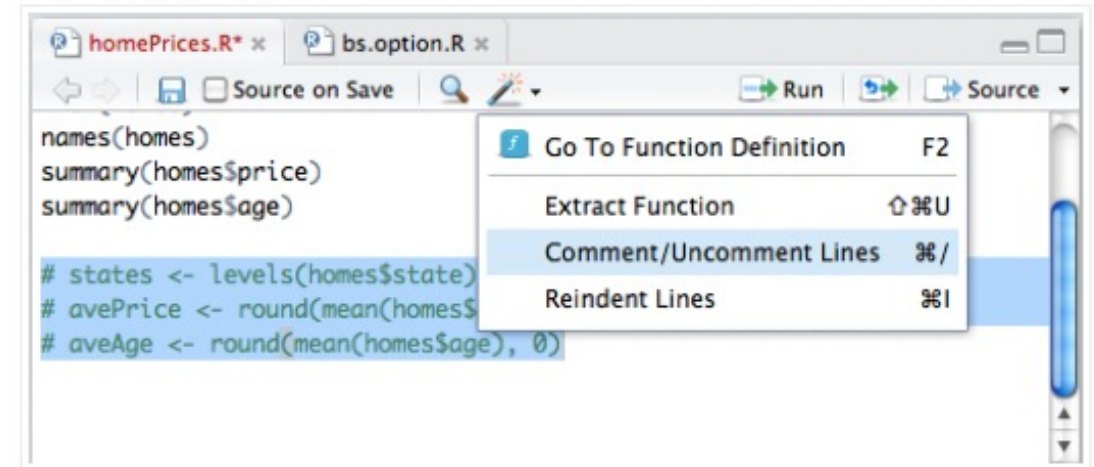 homePrices.R* × bs.option.R ×
Source on Save Run Source
names(homes)
summary(homes$price)
summary(homes$age)
# states <- levels(homes$state)
# avePrice <- round(mean(homes$
# aveAge <- round(mean(homes$age), 0)
Go To Function Definition F2
Extract Function ⇧⌘U
Comment/Uncomment Lines ⌘/
Reindent Lines ⌘I